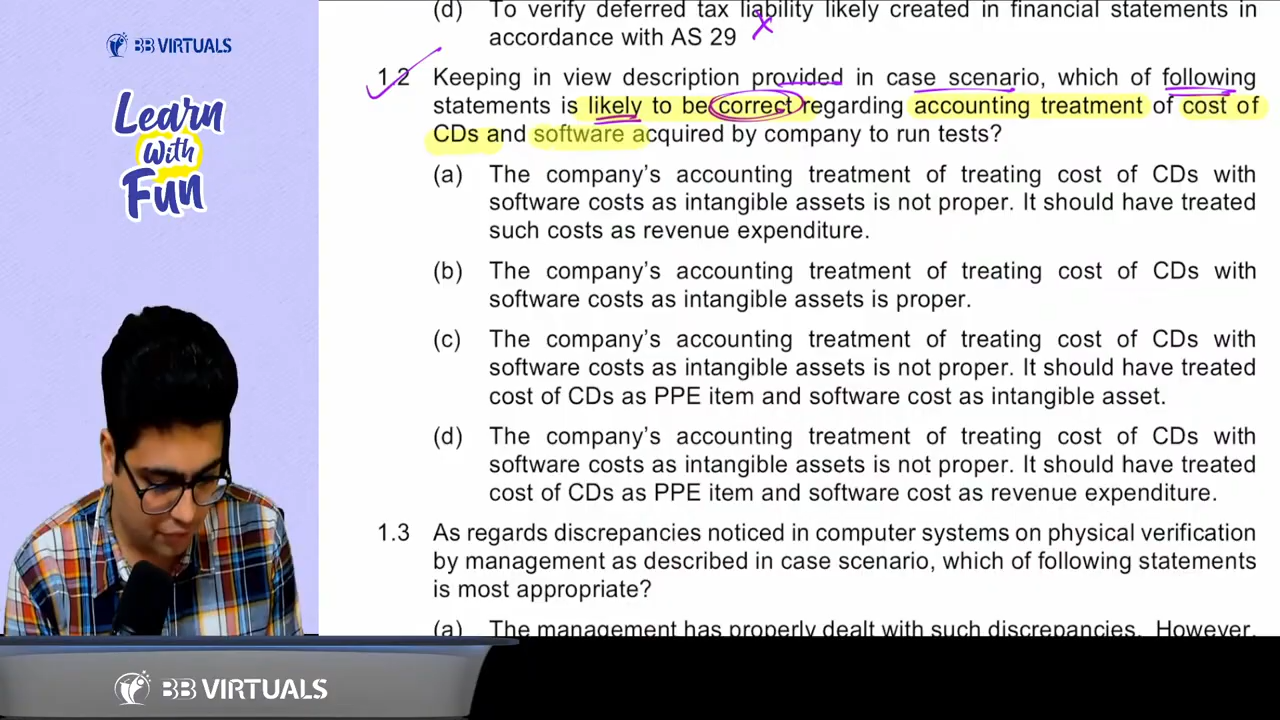 BB VIRTUALS
Learn
With
Fun
(d) To verify deferred tax liability likely created in financial statements in
accordance with AS 29
1.2 Keeping in view description provided in case scenario, which of following
statements is likely to be correct regarding accounting treatment of cost of
CDs and software acquired by company to run tests?
(a) The company's accounting treatment of treating cost of CDs with
software costs as intangible assets is not proper. It should have treated
such costs as revenue expenditure.
(b) The company's accounting treatment of treating cost of CDs with
software costs as intangible assets is proper.
(c) The company's accounting treatment of treating cost of CDs with
software costs as intangible assets is not proper. It should have treated
cost of CDs as PPE item and software cost as intangible asset.
(d) The company's accounting treatment of treating cost of CDs with
software costs as intangible assets is not proper. It should have treated
cost of CDs as PPE item and software cost as revenue expenditure.
1.3 As regards discrepancies noticed in computer systems on physical verification
by management as described in case scenario, which of following statements
is most appropriate?
(a) The management has properly dealt with such discrepancies. However,
BB VIRTUALS